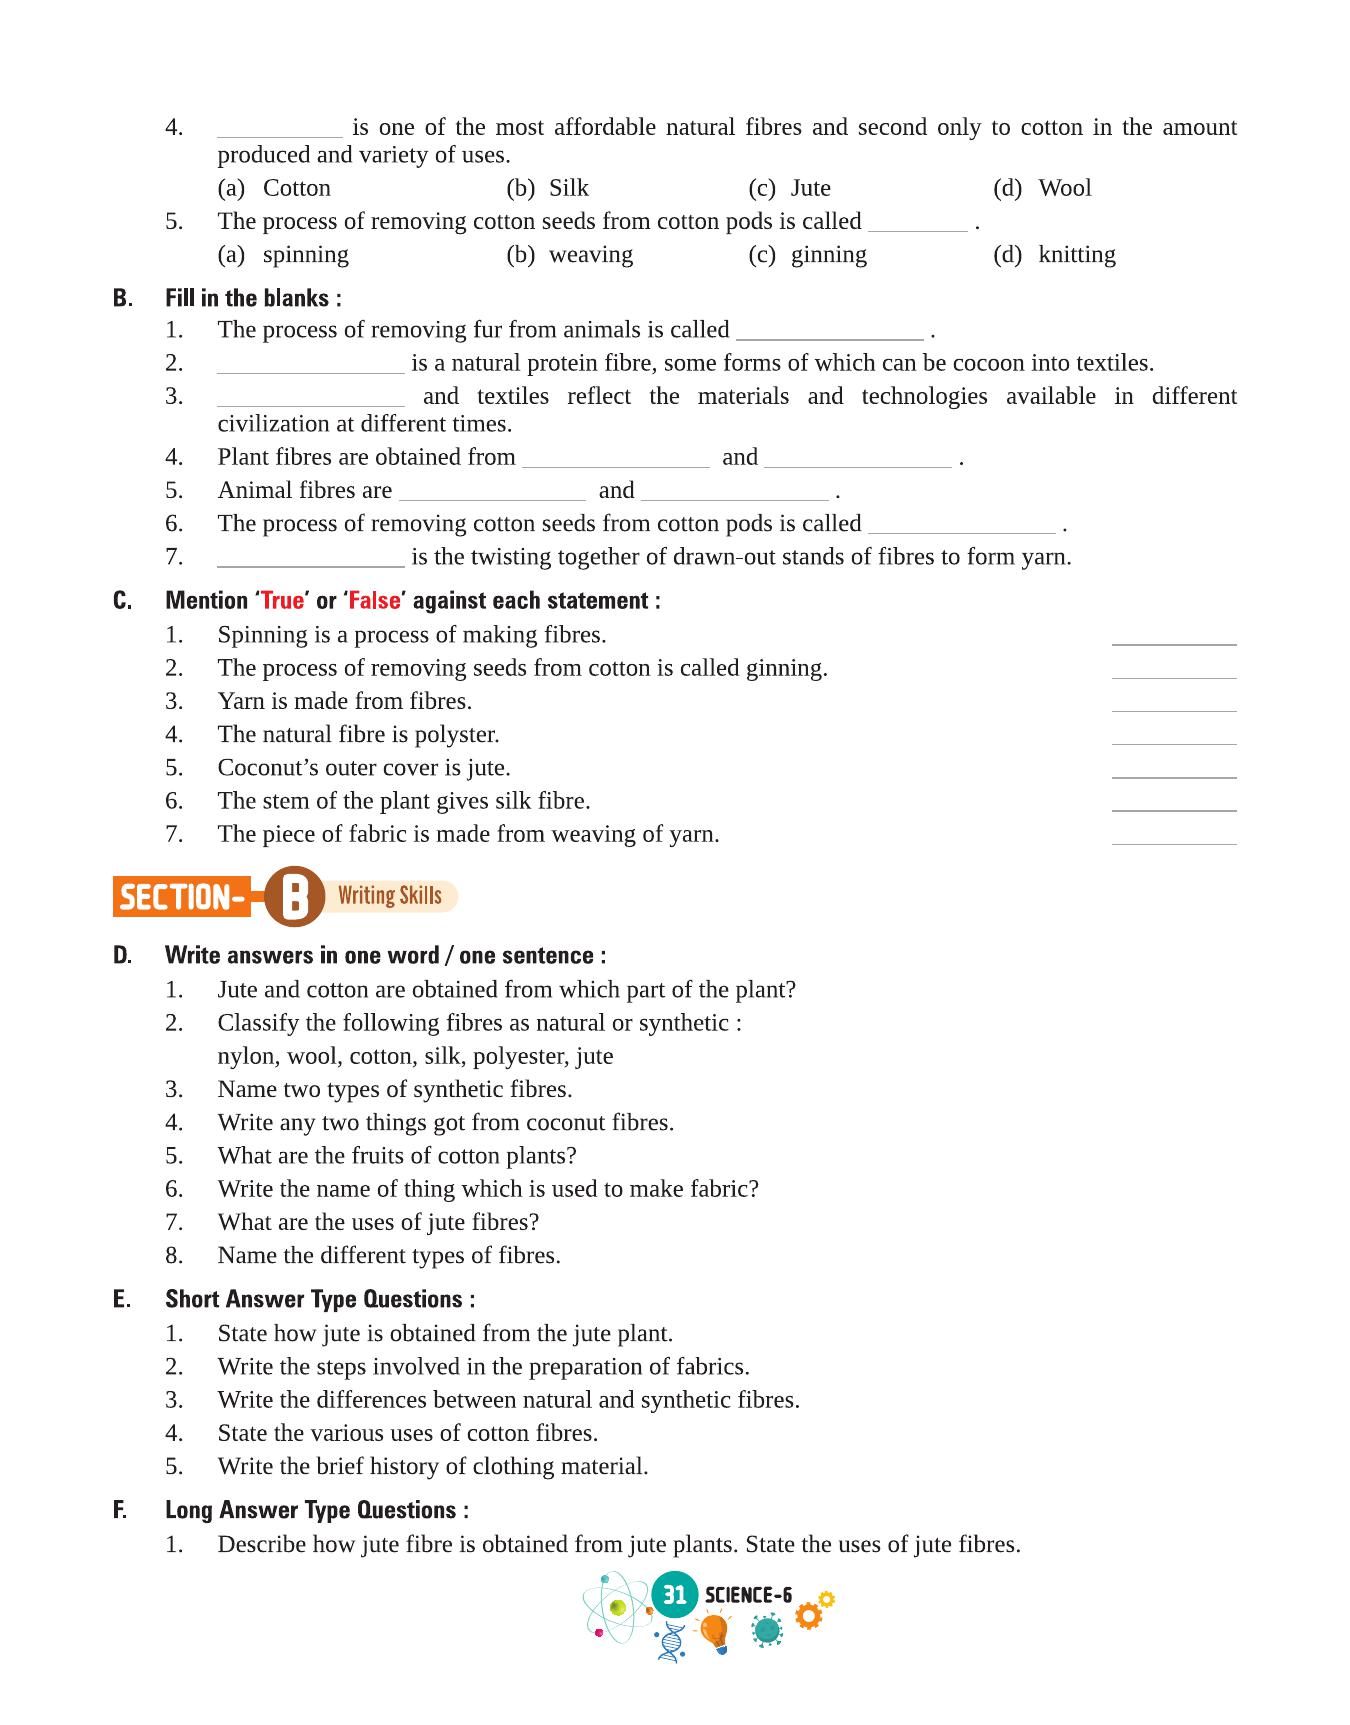 4. __________ is one of the most affordable natural fibres and second only to cotton in the amount
produced and variety of uses.
(a) Cotton (b) Silk (c) Jute (d) Wool
5. The process of removing cotton seeds from cotton pods is called ________ .
(a) spinning (b) weaving (c) ginning (d) knitting
B. Fill in the blanks :
1. The process of removing fur from animals is called _______________ .
2. _______________ is a natural protein fibre, some forms of which can be cocoon into textiles.
3. _______________ and textiles reflect the materials and technologies available in different
civilization at different times.
4. Plant fibres are obtained from _______________ and _______________ .
5. Animal fibres are _______________ and _______________ .
6. The process of removing cotton seeds from cotton pods is called _______________ .
7. _______________ is the twisting together of drawn-out stands of fibres to form yarn.
C. Mention ‘True’ or ‘False’ against each statement :
1. Spinning is a process of making fibres. __________
2. The process of removing seeds from cotton is called ginning. __________
3. Yarn is made from fibres. __________
4. The natural fibre is polyster. __________
5. Coconut’s outer cover is jute. __________
6. The stem of the plant gives silk fibre. __________
7. The piece of fabric is made from weaving of yarn. __________
SECTION- B Writing Skills
D. Write answers in one word / one sentence :
1. Jute and cotton are obtained from which part of the plant?
2. Classify the following fibres as natural or synthetic :
nylon, wool, cotton, silk, polyester, jute
3. Name two types of synthetic fibres.
4. Write any two things got from coconut fibres.
5. What are the fruits of cotton plants?
6. Write the name of thing which is used to make fabric?
7. What are the uses of jute fibres?
8. Name the different types of fibres.
E. Short Answer Type Questions :
1. State how jute is obtained from the jute plant.
2. Write the steps involved in the preparation of fabrics.
3. Write the differences between natural and synthetic fibres.
4. State the various uses of cotton fibres.
5. Write the brief history of clothing material.
F. Long Answer Type Questions :
1. Describe how jute fibre is obtained from jute plants. State the uses of jute fibres.
31 SCIENCE-6